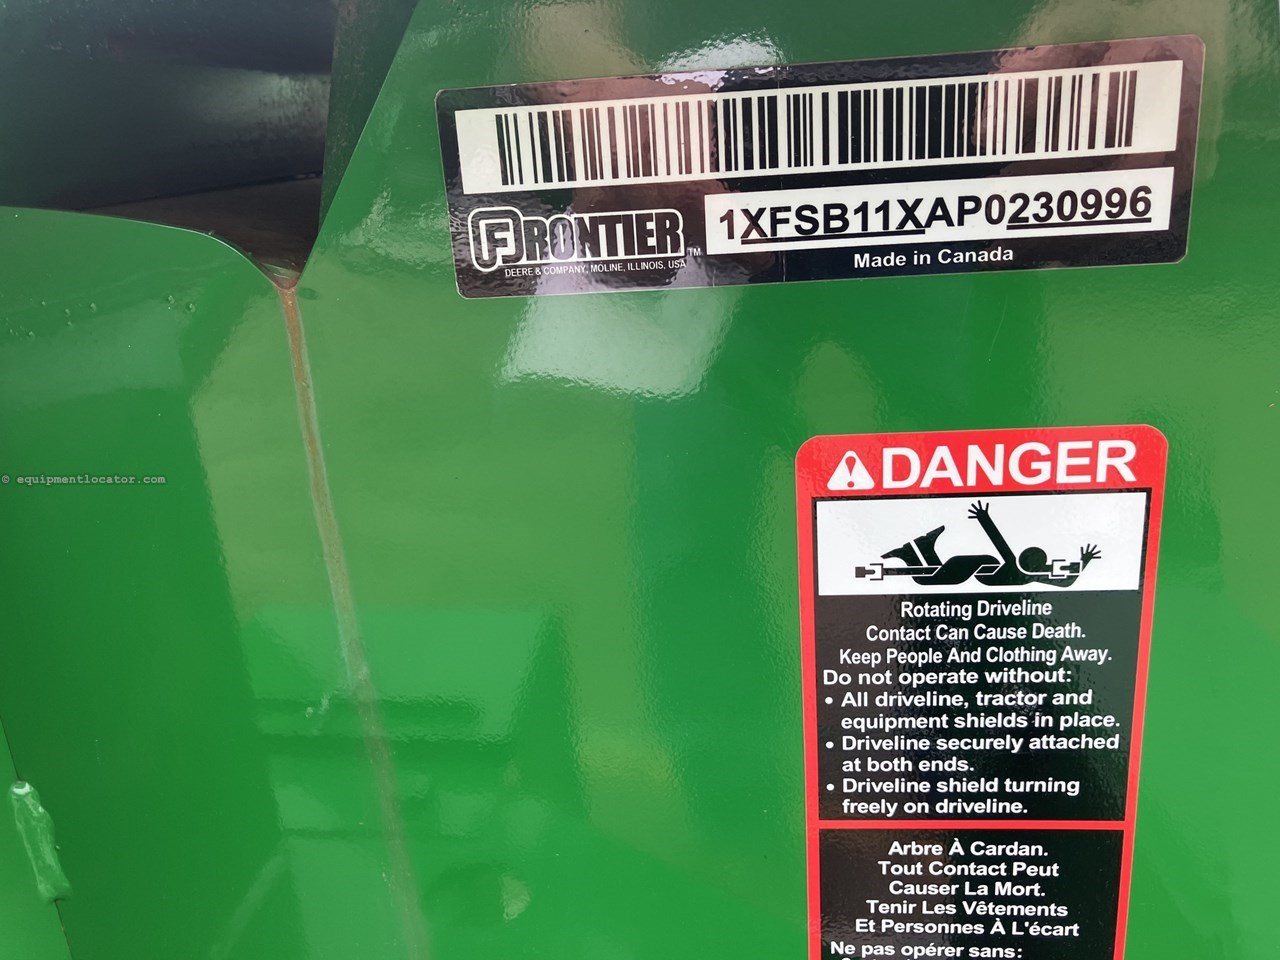 FRONTIER™
DEERE & COMPANY, MOLINE, ILLINOIS, USA
1XFSB11XAP0230996
Made in Canada
© equipmentlocator.com
DANGER
Rotating Driveline
Contact Can Cause Death.
Keep People And Clothing Away.
Do not operate without:
• All driveline, tractor and
equipment shields in place.
• Driveline securely attached
at both ends.
• Driveline shield turning
freely on driveline.
Arbre À Cardan.
Tout Contact Peut
Causer La Mort.
Tenir Les Vêtements
Et Personnes À L'écart
Ne pas opérer sans: